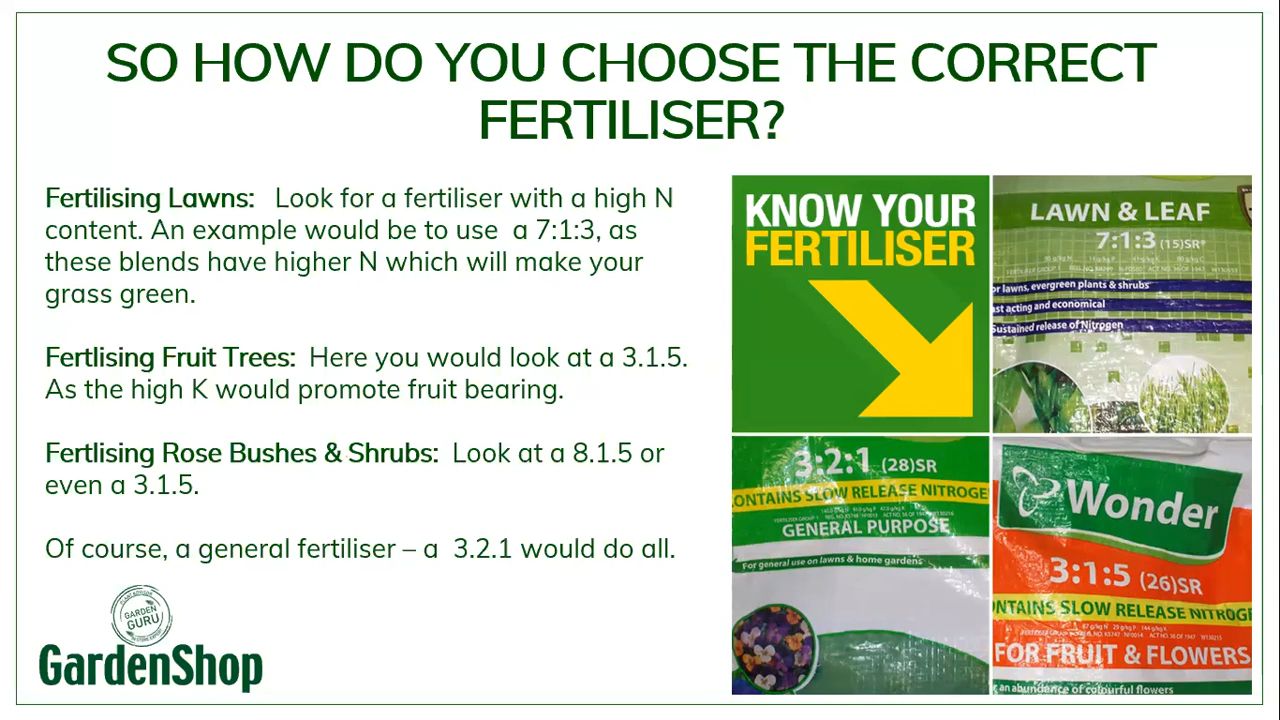 SO HOW DO YOU CHOOSE THE CORRECT
FERTILISER?
Fertilising Lawns: Look for a fertiliser with a high N
content. An example would be to use a 7:1:3, as
these blends have higher N which will make your
grass green.
Fertlising Fruit Trees: Here you would look at a 3.1.5.
As the high K would promote fruit bearing.
Fertlising Rose Bushes & Shrubs: Look at a 8.1.5 or
even a 3.1.5.
Of course, a general fertiliser – a 3.2.1 would do all.
GARDEN
GURU
GardenShop
KNOW YOUR
FERTILISER
LAWN & LEAF
7:1:3 (15)SR*
or lawns, evergreen plants & shrubs
ast acting and economical
Sustained release of Nitrogen
3:2:1 (28)SR
ONTAINS SLOW RELEASE NITROGE
GENERAL PURPOSE
For general use on lawns & home gardens
Wonder
3:1:5 (26)SR
NTAINS SLOW RELEASE NITROG
FOR FRUIT & FLOWERS
an abundance of colourful flowers